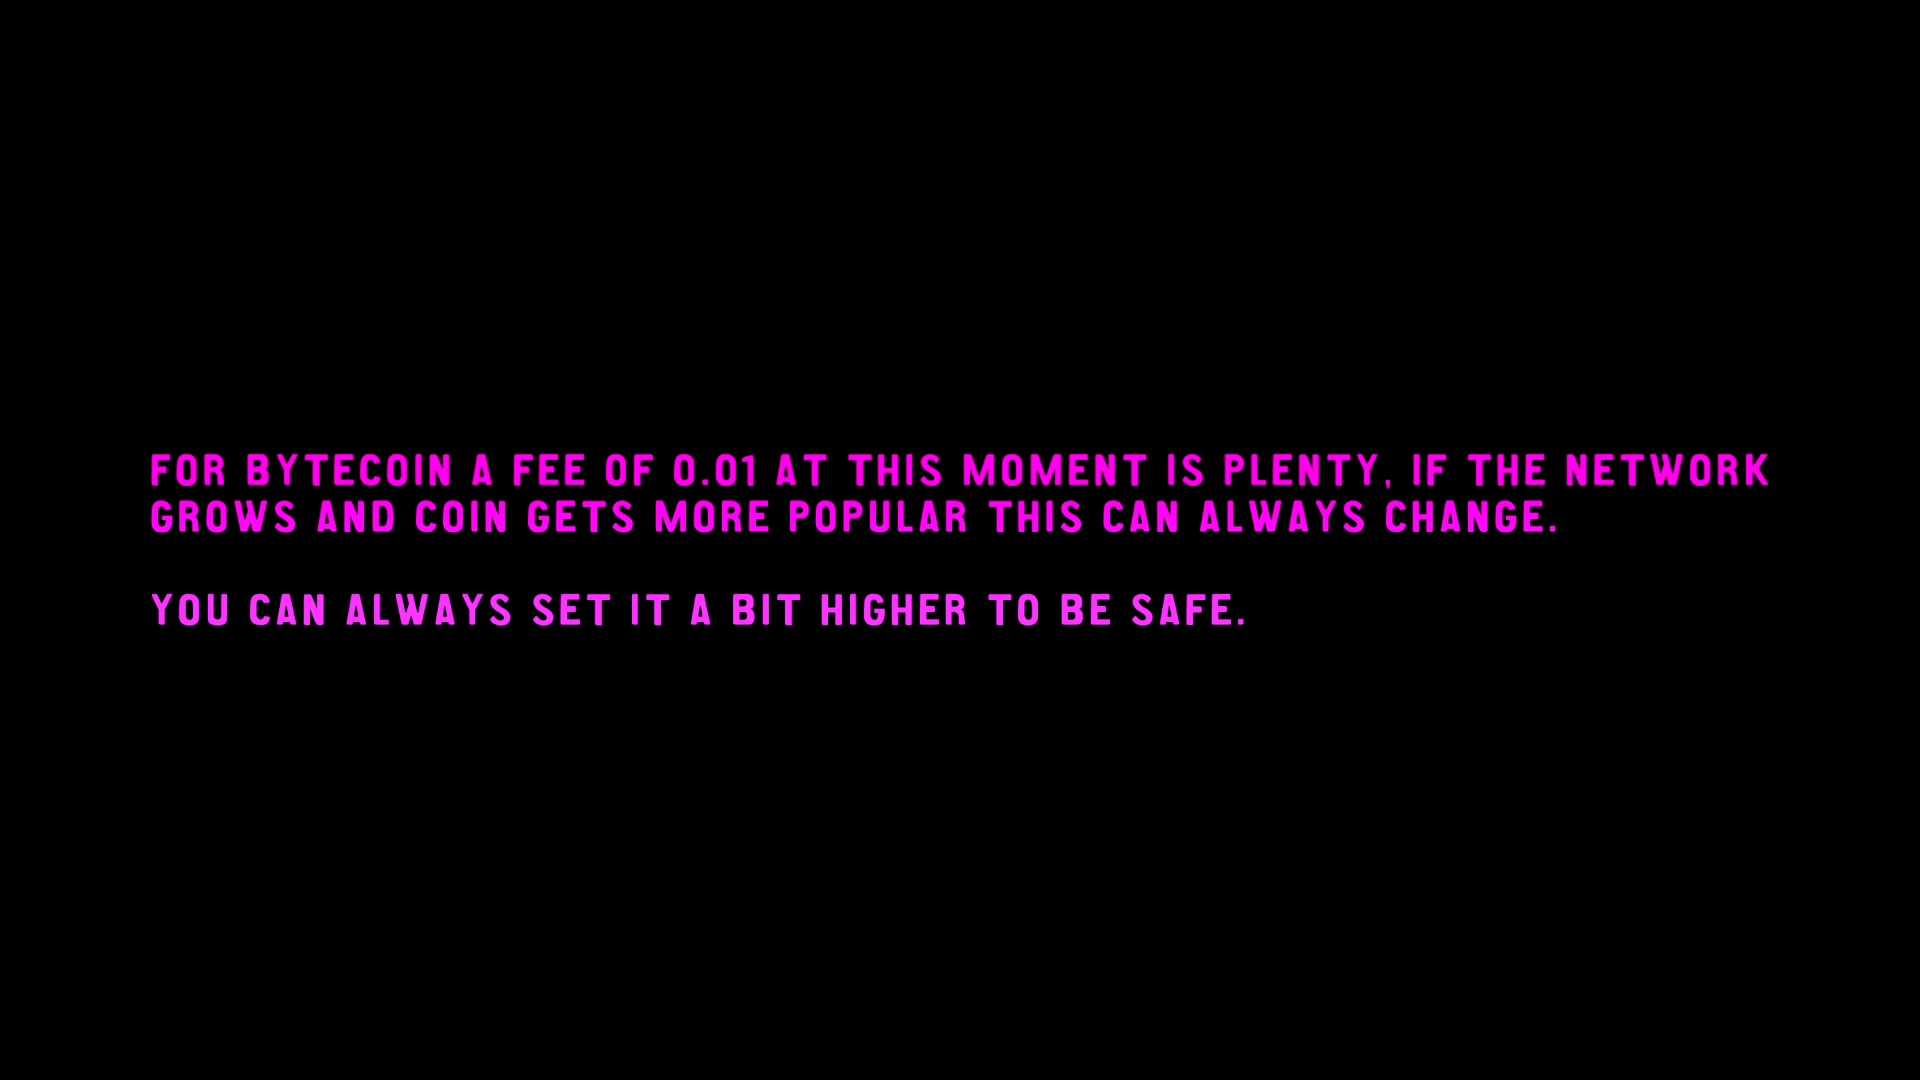 FOR BYTECOIN A FEE OF 0.01 AT THIS MOMENT IS PLENTY, IF THE NETWORK
GROWS AND COIN GETS MORE POPULAR THIS CAN ALWAYS CHANGE.
YOU CAN ALWAYS SET IT A BIT HIGHER TO BE SAFE.